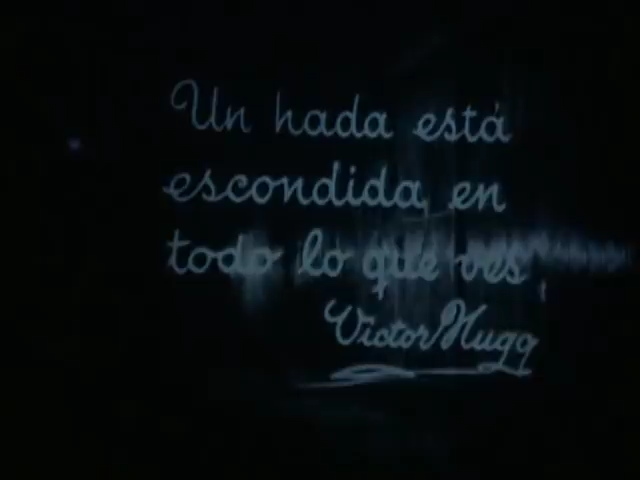 Un hada está
escondida en
todo lo que ves
Victor Hugo